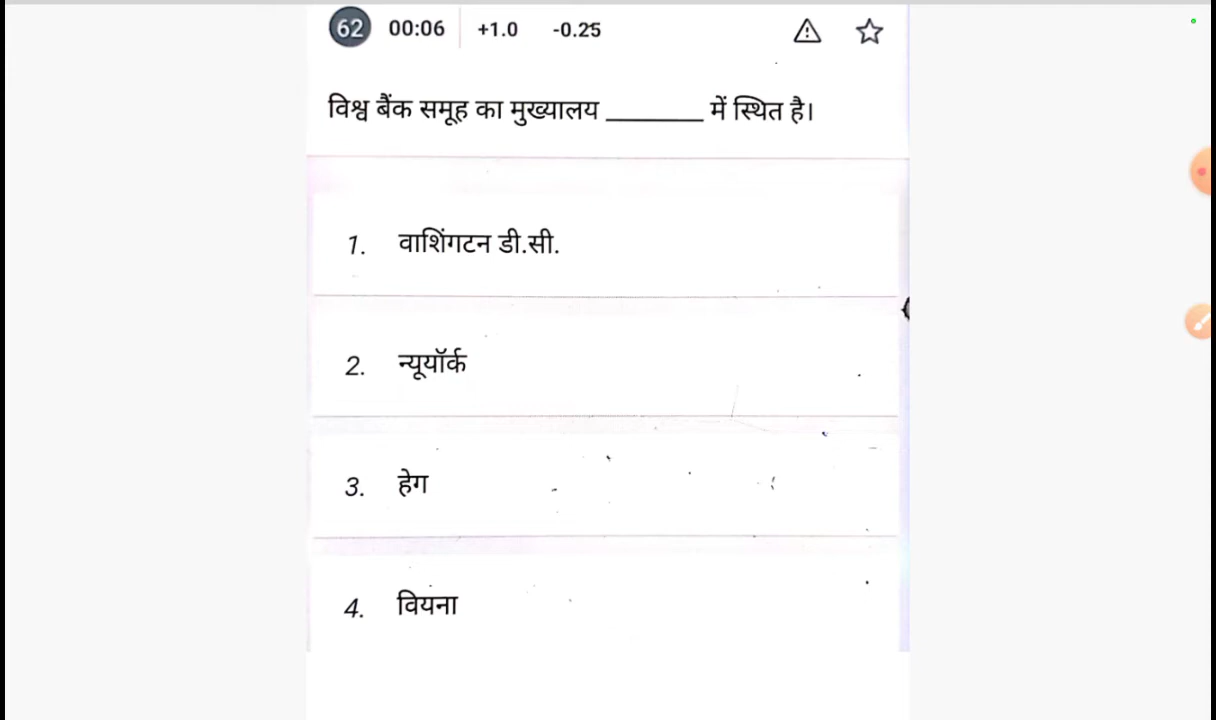 62 00:06 +1.0 -0.25
विश्व बैंक समूह का मुख्यालय ________ में स्थित है।
1. वाशिंगटन डी.सी.
2. न्यूयॉर्क
3. हेग
4. वियना